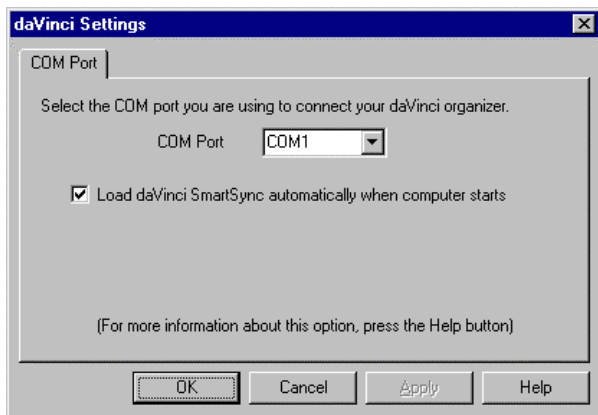 daVinci Settings
COM Port
Select the COM port you are using to connect your daVinci organizer.
COM Port COM1
Load daVinci SmartSync automatically when computer starts
(For more information about this option, press the Help button)
OK Cancel Apply Help